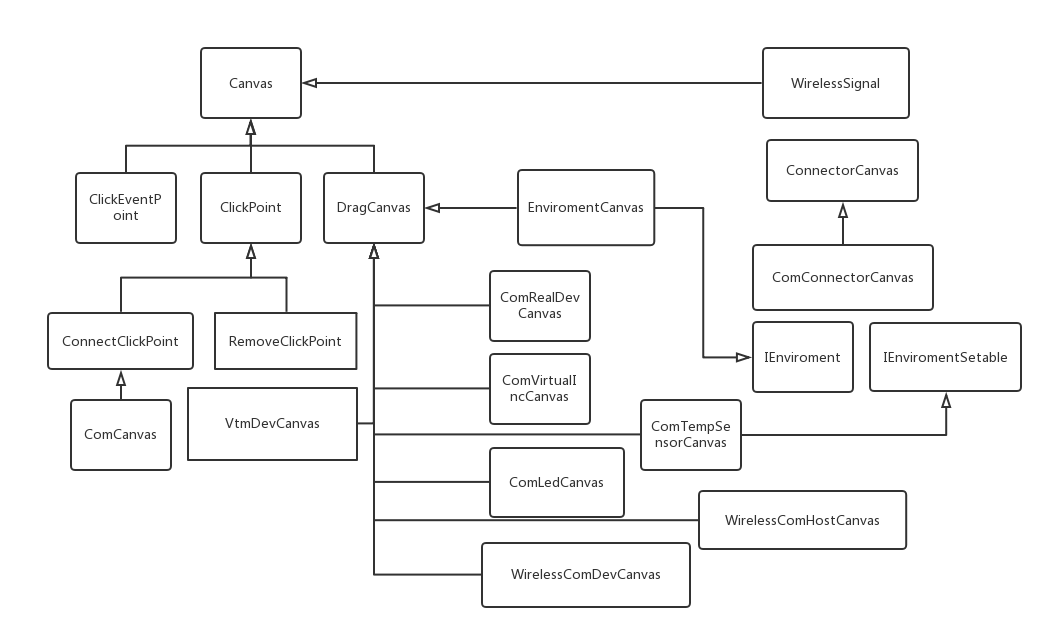 Canvas
WirelessSignal
ConnectorCanvas
ClickEventP
oint
ClickPoint
DragCanvas
EnviromentCanvas
ComConnectorCanvas
ComRealDev
Canvas
ConnectClickPoint
RemoveClickPoint
IEnviroment
IEnviromentSetable
ComVirtualI
ncCanvas
ComCanvas
VtmDevCanvas
ComTempSe
nsorCanvas
ComLedCanvas
WirelessComHostCanvas
WirelessComDevCanvas